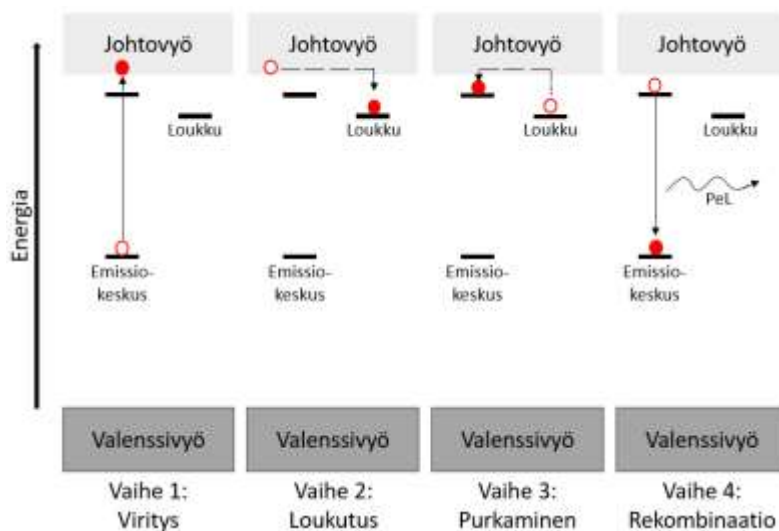 Energia
Johtovyö
Loukku
Emissio-
keskus
Valenssivyö
Vaihe 1:
Viritys
Johtovyö
Loukku
Emissio-
keskus
Valenssivyö
Vaihe 2:
Loukutus
Johtovyö
Loukku
Emissio-
keskus
Valenssivyö
Vaihe 3:
Purkaminen
Johtovyö
Loukku
PeL
Emissio-
keskus
Valenssivyö
Vaihe 4:
Rekombinaatio